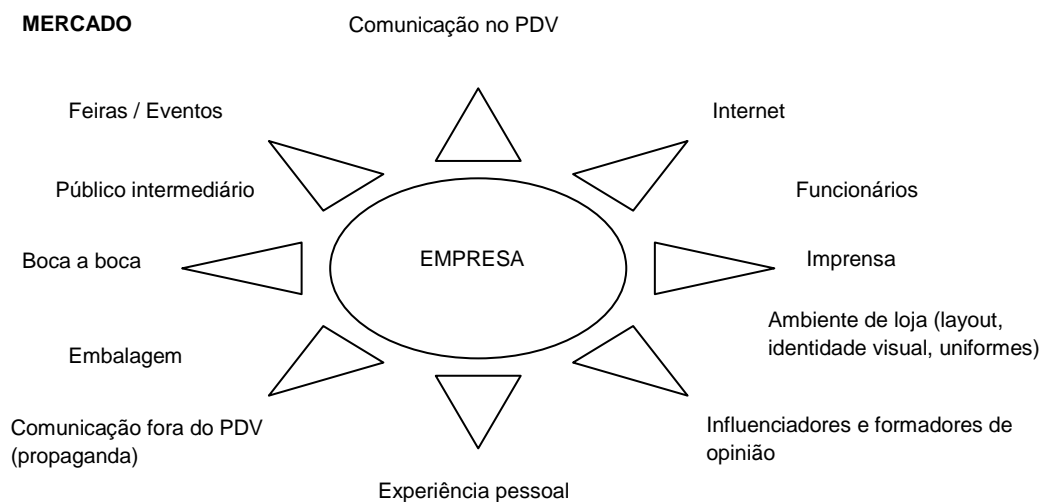 MERCADO
Comunicação no PDV
Feiras / Eventos
Internet
Público intermediário
Funcionários
Boca a boca
EMPRESA
Imprensa
Ambiente de loja (layout,
identidade visual, uniformes)
Embalagem
Comunicação fora do PDV
(propaganda)
Influenciadores e formadores de
opinião
Experiência pessoal